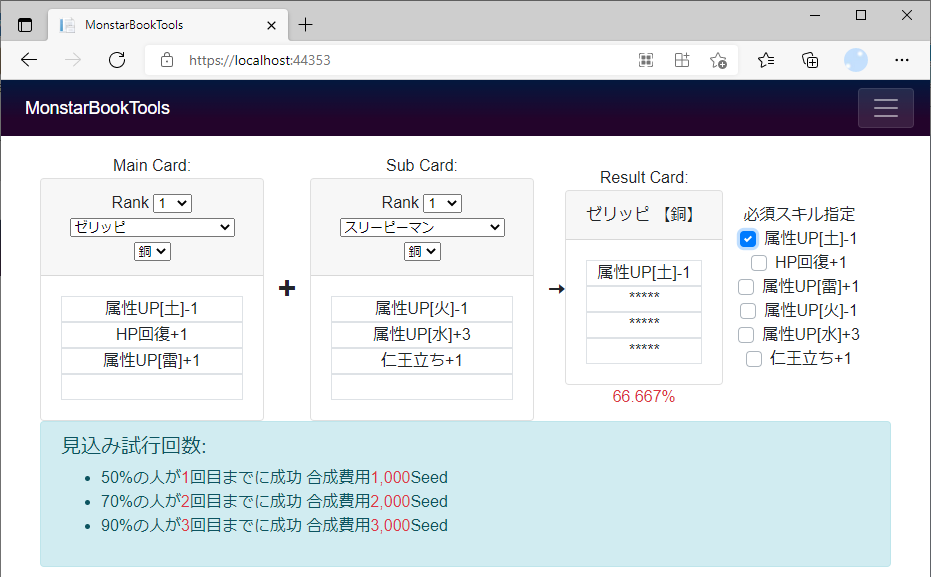 MonstarBookTools
https://localhost:44353
MonstarBookTools
Main Card:
Rank 1
ゼリッピ
銅
属性UP[土]-1
HP回復+1
属性UP[雷]+1
Sub Card:
Rank 1
スリーピーマン
銅
属性UP[火]-1
属性UP[水]+3
仁王立ち+1
Result Card:
ゼリッピ 【銅】
属性UP[土]-1
*****
*****
*****
66.667%
必須スキル指定
属性UP[土]-1
HP回復+1
属性UP[雷]+1
属性UP[火]-1
属性UP[水]+3
仁王立ち+1
見込み試行回数:
50%の人が1回目までに成功 合成費用1,000Seed
70%の人が2回目までに成功 合成費用2,000Seed
90%の人が3回目までに成功 合成費用3,000Seed